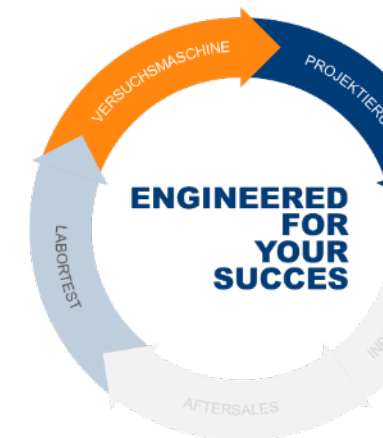 VERSUCHSMASCHINE
ENGINEERED
FOR
YOUR
SUCCES
LABORTEST
AFTERSALES